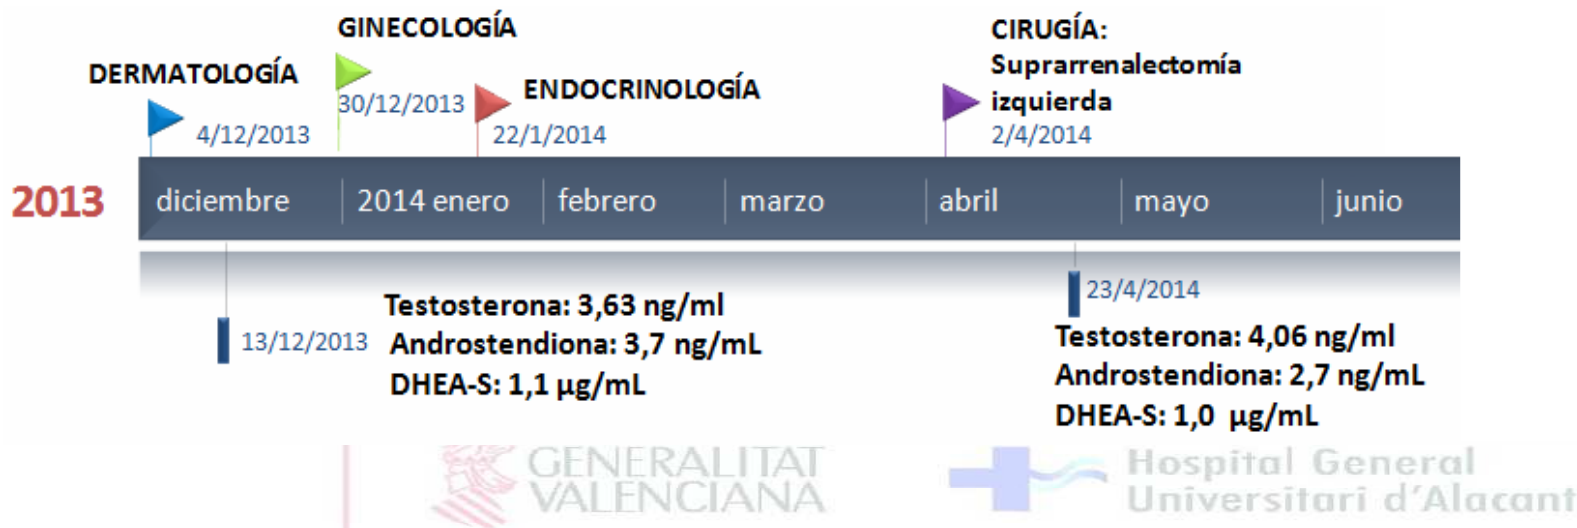 GINECOLOGÍA
30/12/2013
DERMATOLOGÍA
4/12/2013
ENDOCRINOLOGÍA
22/1/2014
CIRUGÍA:
Suprarrenalectomía
izquierda
2/4/2014
2013
diciembre
2014 enero
febrero
marzo
abril
mayo
junio
13/12/2013
Testosterona: 3,63 ng/ml
Androstendiona: 3,7 ng/mL
DHEA-S: 1,1 µg/mL
23/4/2014
Testosterona: 4,06 ng/ml
Androstendiona: 2,7 ng/mL
DHEA-S: 1,0 µg/mL
GENERALITAT
VALENCIANA
Hospital General
Universitari d'Alacant